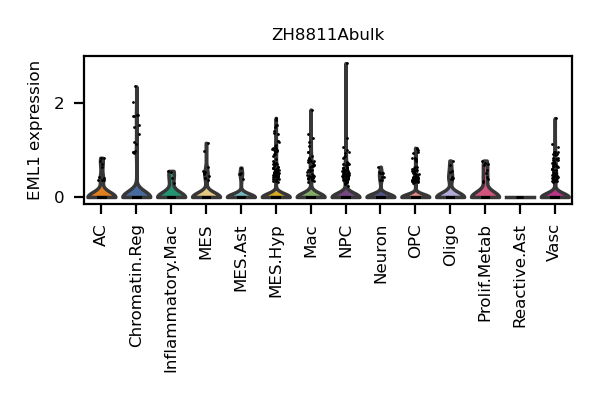 ZH8811Abulk
EML1 expression
2
0
AC
Chromatin.Reg
Inflammatory.Mac
MES
MES.Ast
MES.Hyp
Mac
NPC
Neuron
OPC
Oligo
Prolif.Metab
Reactive.Ast
Vasc